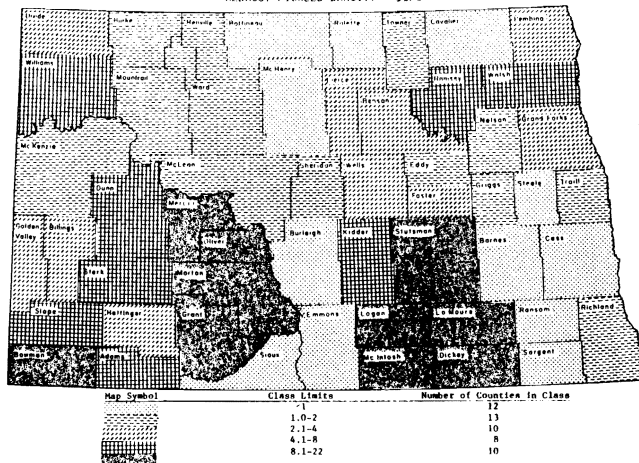 Divide Burke Renville Bottineau Rolette Towner Cavalier Pembina
Williams Mountrail Ward McHenry Pierce Benson Ramsey Walsh
Nelson Grand Forks
McKenzie McLean Sheridan Wells Eddy
Dunn Foster Griggs Steele Traill
Mercer
Golden Valley Billings Oliver Burleigh Kidder Stutsman Barnes Cass
Stark Morton
Slope Hettinger Grant Emmons Logan La Moure Ransom Richland
Bowman Adams Sioux McIntosh Dickey Sargent
Map Symbol Class Limits Number of Counties in Class
1 12
1.0-2 13
2.1-4 10
4.1-8 8
8.1-22 10